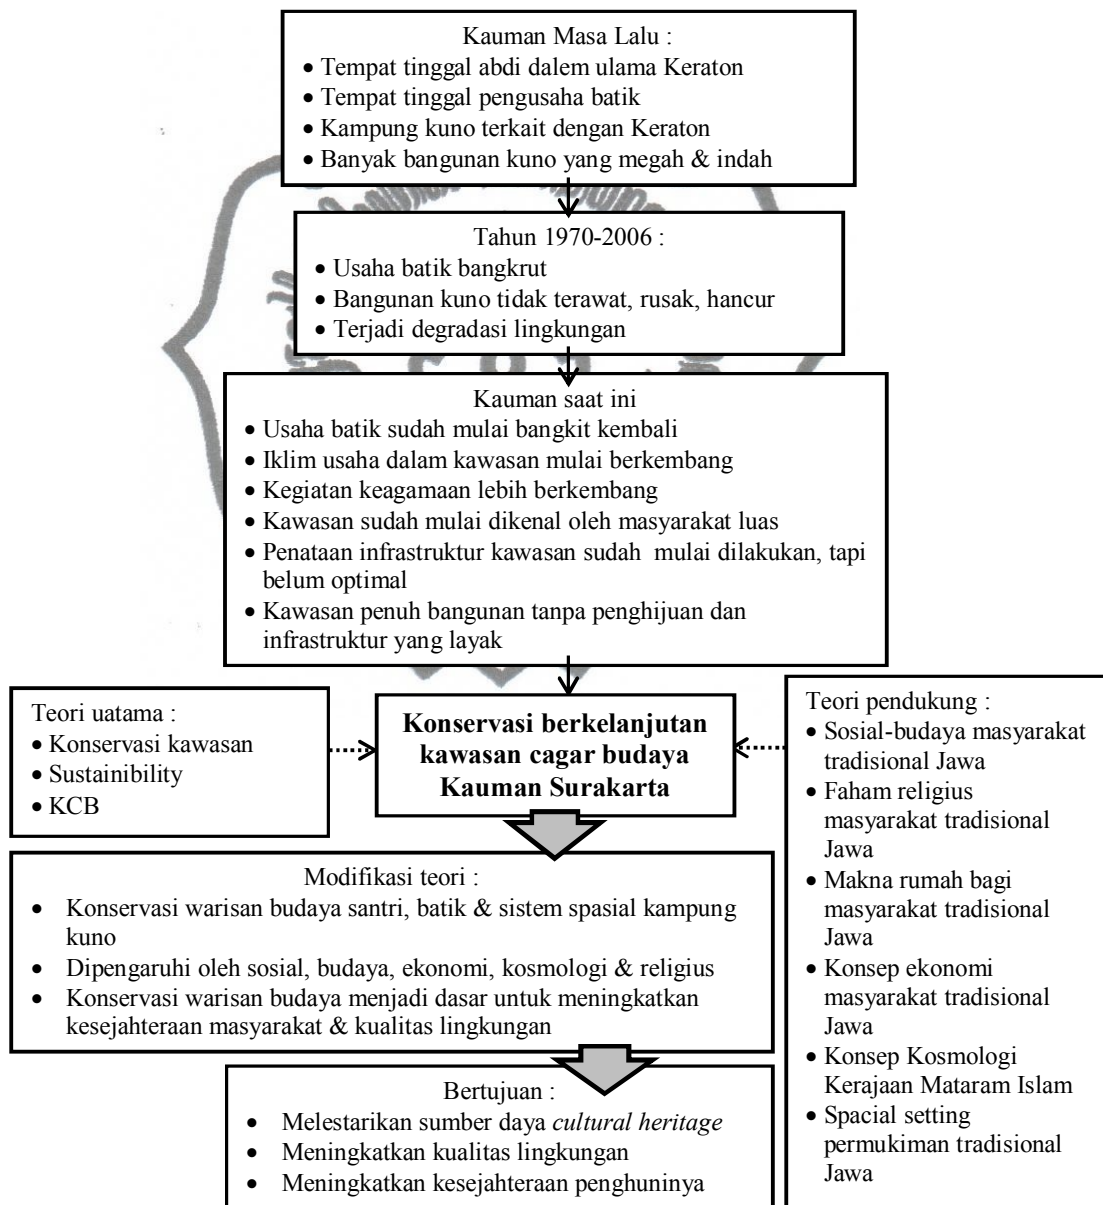 Kauman Masa Lalu :
• Tempat tinggal abdi dalem ulama Keraton
• Tempat tinggal pengusaha batik
• Kampung kuno terkait dengan Keraton
• Banyak bangunan kuno yang megah & indah
Tahun 1970-2006 :
• Usaha batik bangkrut
• Bangunan kuno tidak terawat, rusak, hancur
• Terjadi degradasi lingkungan
Kauman saat ini
• Usaha batik sudah mulai bangkit kembali
• Iklim usaha dalam kawasan mulai berkembang
• Kegiatan keagamaan lebih berkembang
• Kawasan sudah mulai dikenal oleh masyarakat luas
• Penataan infrastruktur kawasan sudah mulai dilakukan, tapi
belum optimal
• Kawasan penuh bangunan tanpa penghijuan dan
infrastruktur yang layak
Teori uatama :
• Konservasi kawasan
• Sustainibility
• KCB
Konservasi berkelanjutan
kawasan cagar budaya
Kauman Surakarta
Teori pendukung :
• Sosial-budaya masyarakat
tradisional Jawa
• Faham religius
masyarakat tradisional
Jawa
• Makna rumah bagi
masyarakat tradisional
Jawa
• Konsep ekonomi
masyarakat tradisional
Jawa
• Konsep Kosmologi
Kerajaan Mataram Islam
• Spacial setting
permukiman tradisional
Jawa
Modifikasi teori :
• Konservasi warisan budaya santri, batik & sistem spasial kampung
kuno
• Dipengaruhi oleh sosial, budaya, ekonomi, kosmologi & religius
• Konservasi warisan budaya menjadi dasar untuk meningkatkan
kesejahteraan masyarakat & kualitas lingkungan
Bertujuan :
• Melestarikan sumber daya cultural heritage
• Meningkatkan kualitas lingkungan
• Meningkatkan kesejahteraan penghuninya